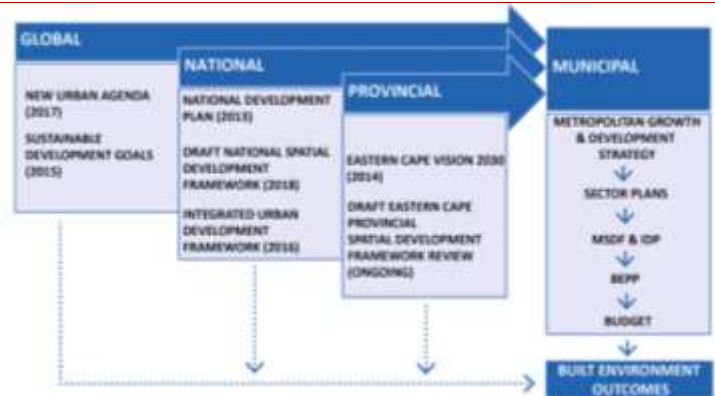 GLOBAL
NEW URBAN AGENDA
(2017)
SUSTAINABLE
DEVELOPMENT GOALS
(2015)
NATIONAL
NATIONAL DEVELOPMENT
PLAN (2013)
DRAFT NATIONAL SPATIAL
DEVELOPMENT
FRAMEWORK (2018)
INTEGRATED URBAN
DEVELOPMENT
FRAMEWORK (2016)
PROVINCIAL
EASTERN CAPE VISION 2030
(2014)
DRAFT EASTERN CAPE
PROVINCIAL
SPATIAL DEVELOPMENT
FRAMEWORK REVIEW
(ONGOING)
MUNICIPAL
METROPOLITAN GROWTH
& DEVELOPMENT
STRATEGY
SECTOR PLANS
MSDF & IDP
BEPP
BUDGET
BUILT ENVIRONMENT
OUTCOMES